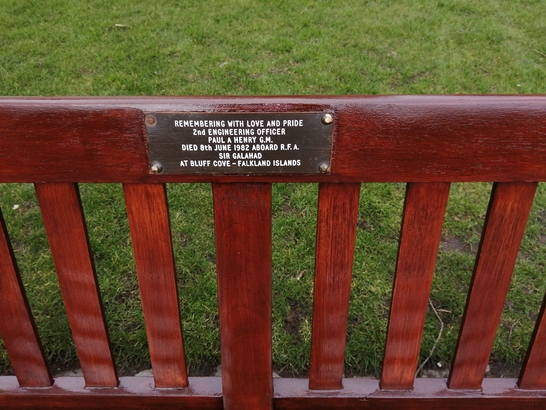 REMEMBERING WITH LOVE AND PRIDE
2nd ENGINEERING OFFICER
PAUL A HENRY G.M.
DIED 8th JUNE 1982 ABOARD R.F.A.
SIR GALAHAD
AT BLUFF COVE - FALKLAND ISLANDS